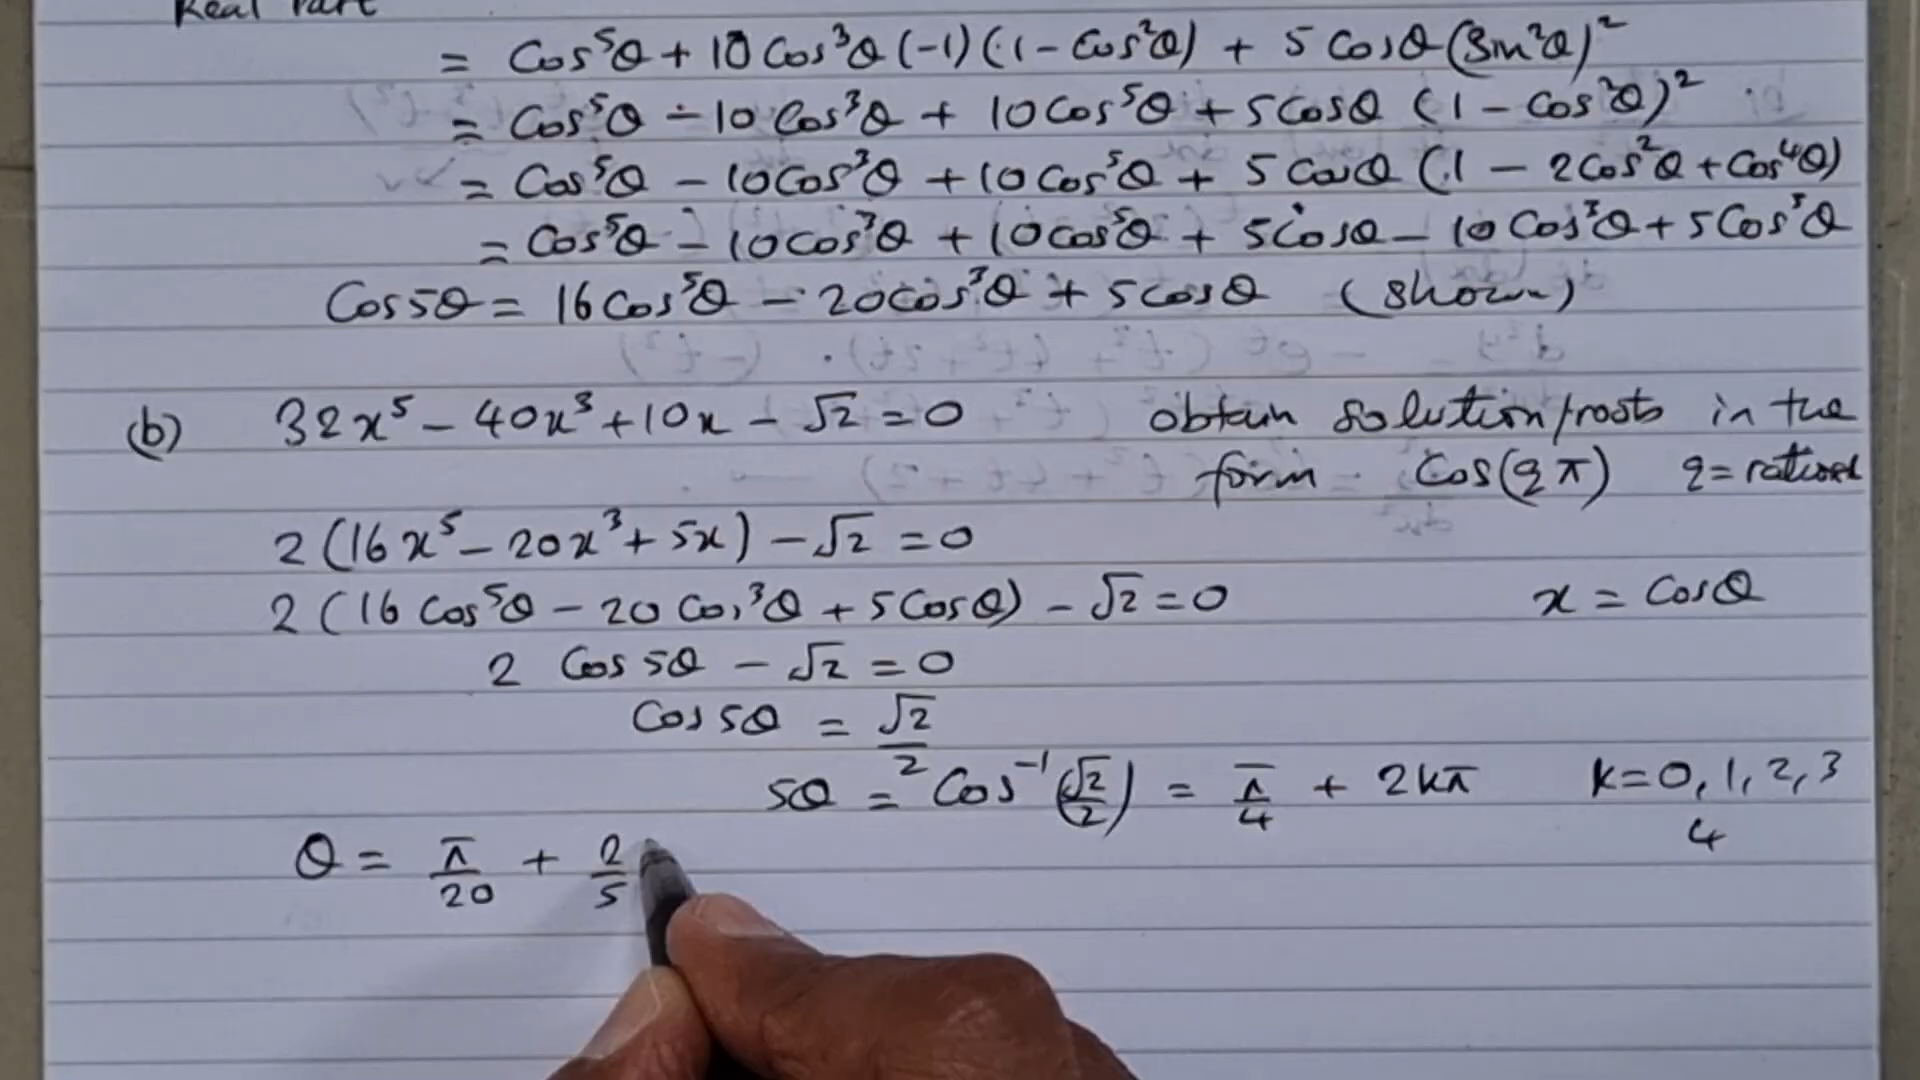 Real Part
= Cos⁵θ + 10 Cos³θ (-1) (1 - Cos²θ) + 5 Cosθ (Sin²θ)²
= Cos⁵θ - 10 Cos³θ + 10 Cos⁵θ + 5 Cosθ (1 - Cos²θ)²
= Cos⁵θ - 10 Cos³θ + 10 Cos⁵θ + 5 Cosθ (1 - 2Cos²θ + Cos⁴θ)
= Cos⁵θ - 10 Cos³θ + 10 Cos⁵θ + 5 Cosθ - 10 Cos³θ + 5 Cos⁵θ
Cos5θ = 16 Cos⁵θ - 20 Cos³θ + 5 Cosθ (Shown)
(b) 32x⁵ - 40x³ + 10x - √2 = 0 obtain solution/roots in the
form Cos(qπ) q = rational
2 (16x⁵ - 20x³ + 5x) - √2 = 0
2 (16 Cos⁵θ - 20 Cos³θ + 5 Cosθ) - √2 = 0 x = Cosθ
2 Cos 5θ - √2 = 0
Cos 5θ = √2/2
5θ = Cos⁻¹(√2/2) = π/4 + 2kπ k = 0, 1, 2, 3
4
θ = π/20 + 2/5